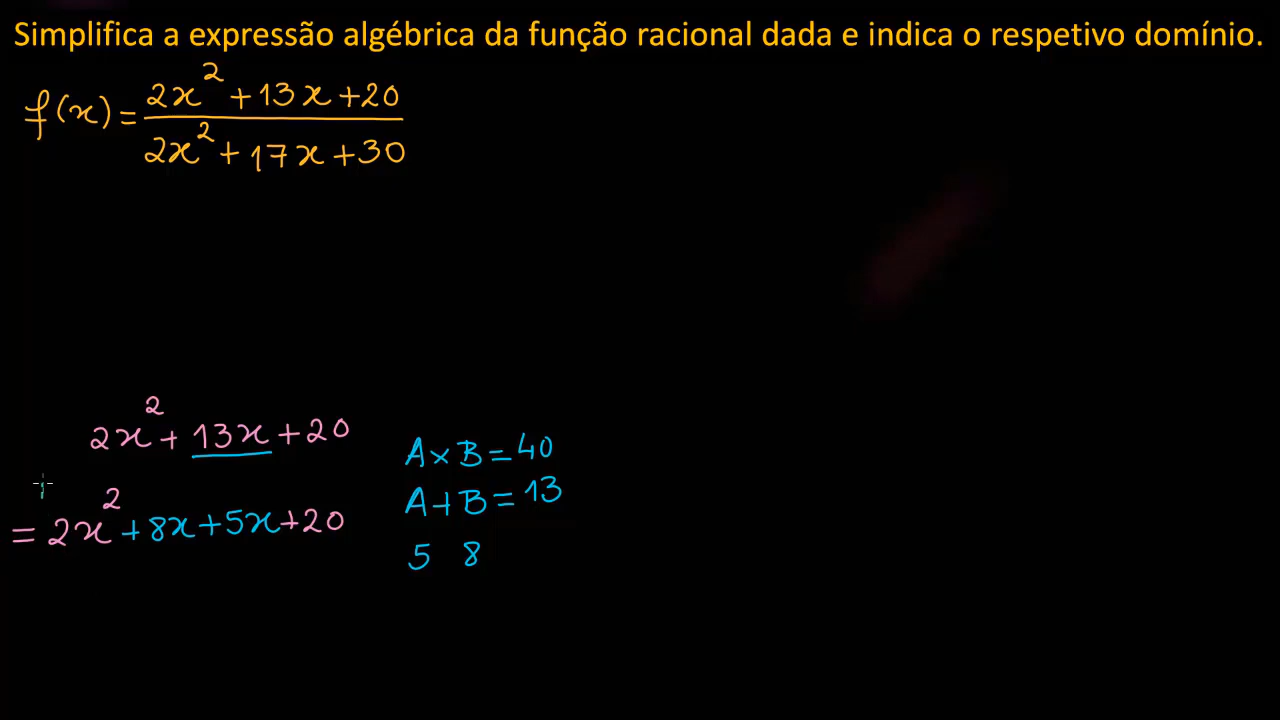 Simplifica a expressão algébrica da função racional dada e indica o respetivo domínio.
f(x) = (2x² + 13x + 20) / (2x² + 17x + 30)
2x² + 13x + 20
A × B = 40
A + B = 13
= 2x² + 8x + 5x + 20
5 8